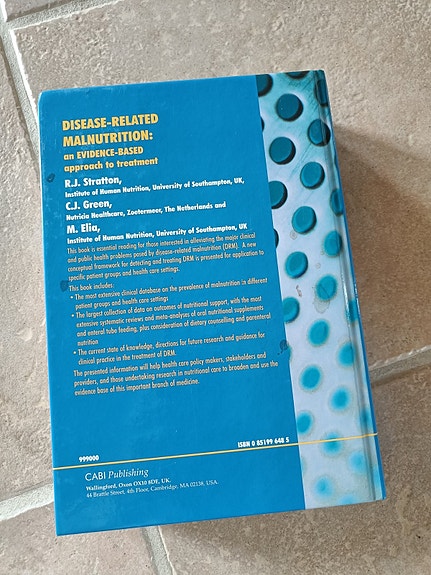 DISEASE-RELATED
MALNUTRITION:
an EVIDENCE-BASED
approach to treatment
R.J. Stratton,
Institute of Human Nutrition, University of Southampton, UK,
C.J. Green,
Nutricia Healthcare, Zoetermeer, The Netherlands and
M. Elia,
Institute of Human Nutrition, University of Southampton, UK
This book is essential reading for those interested in alleviating the major clinical
and public health problems posed by disease-related malnutrition (DRM). A new
conceptual framework for detecting and treating DRM is presented for application to
specific patient groups and health care settings.
This book includes:
• The most extensive clinical database on the prevalence of malnutrition in different
patient groups and health care settings
• The largest collection of data on outcomes of nutritional support, with the most
extensive systematic reviews and meta-analyses of oral nutritional supplements
and enteral tube feeding, plus consideration of dietary counselling and parenteral
nutrition
• The current state of knowledge, directions for future research and guidance for
clinical practice in the treatment of DRM.
The presented information will help health care policy makers, stakeholders and
providers, and those undertaking research in nutritional care to broaden and use the
evidence base of this important branch of medicine.
999000
ISBN 0 85199 648 5
CABI Publishing
Wallingford, Oxon OX10 8DE, UK.
44 Brattle Street, 4th Floor, Cambridge, MA 02138, USA.